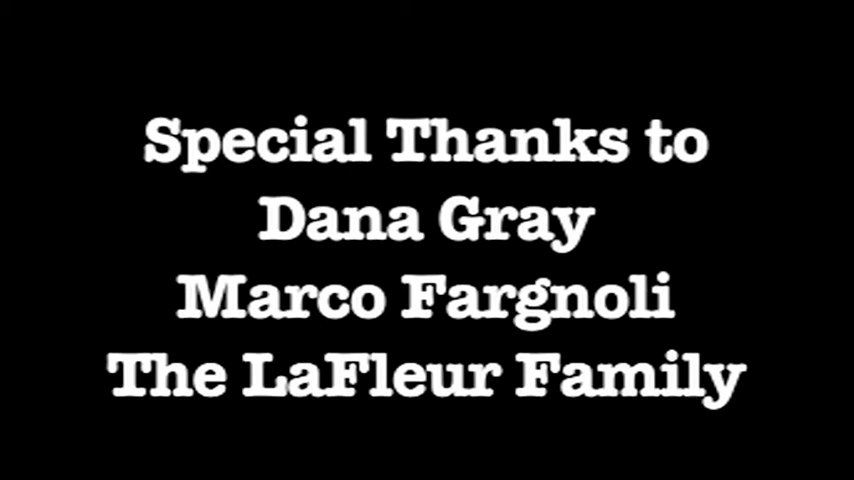 Special Thanks to
Dana Gray
Marco Fargnoli
The LaFleur Family